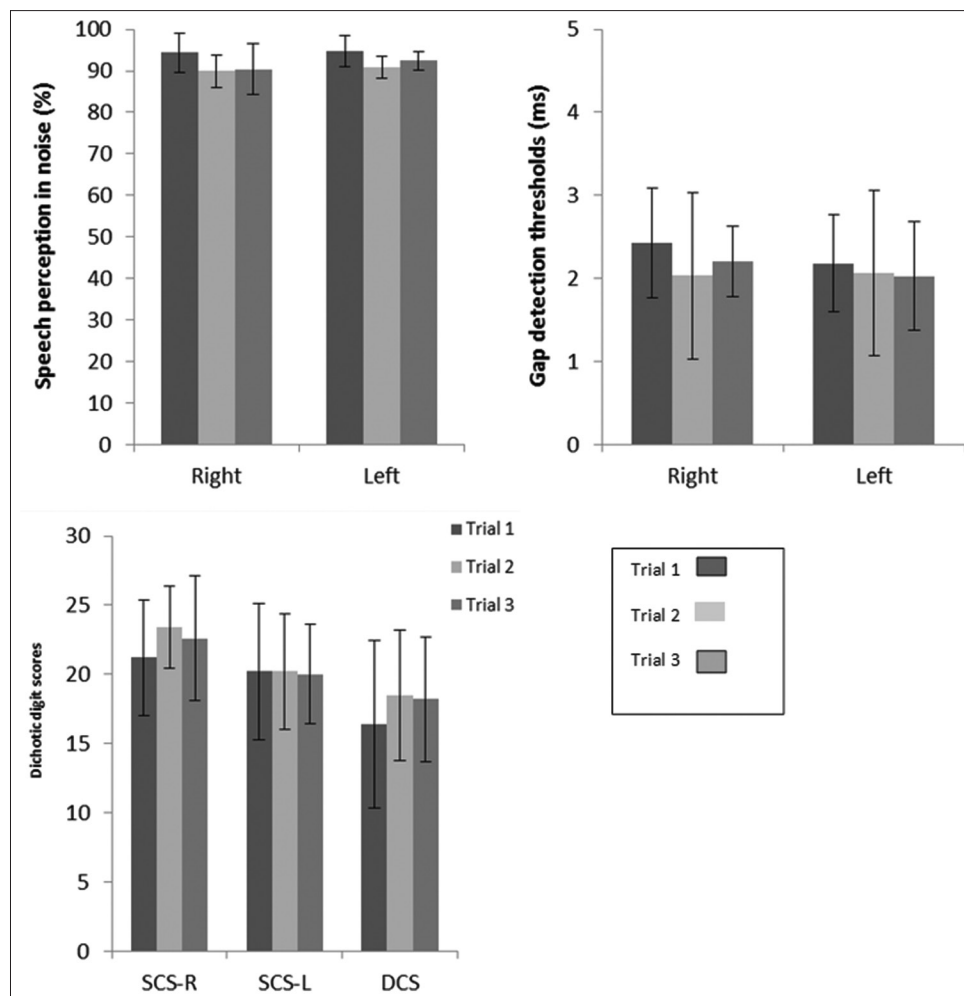 Speech perception in noise (%)
100
90
80
70
60
50
40
30
20
10
0
Right Left
Gap detection thresholds (ms)
5
4
3
2
1
0
Right Left
Dichotic digit scores
30
25
20
15
10
5
0
SCS-R SCS-L DCS
Trial 1
Trial 2
Trial 3
Trial 1
Trial 2
Trial 3